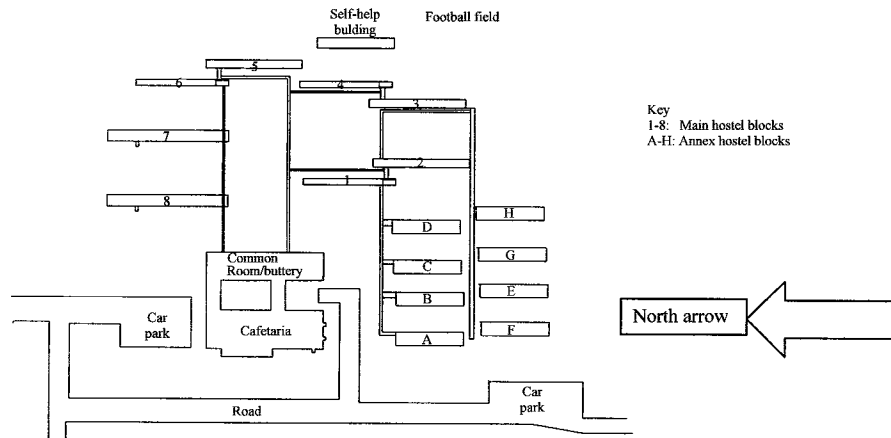 Self-help
bulding
Football field
5
6
4
3
Key
1-8: Main hostel blocks
A-H: Annex hostel blocks
7
2
1
8
H
D
Common
Room/buttery
G
C
E
B
Car
park
North arrow
Cafetaria
F
A
Car
park
Road